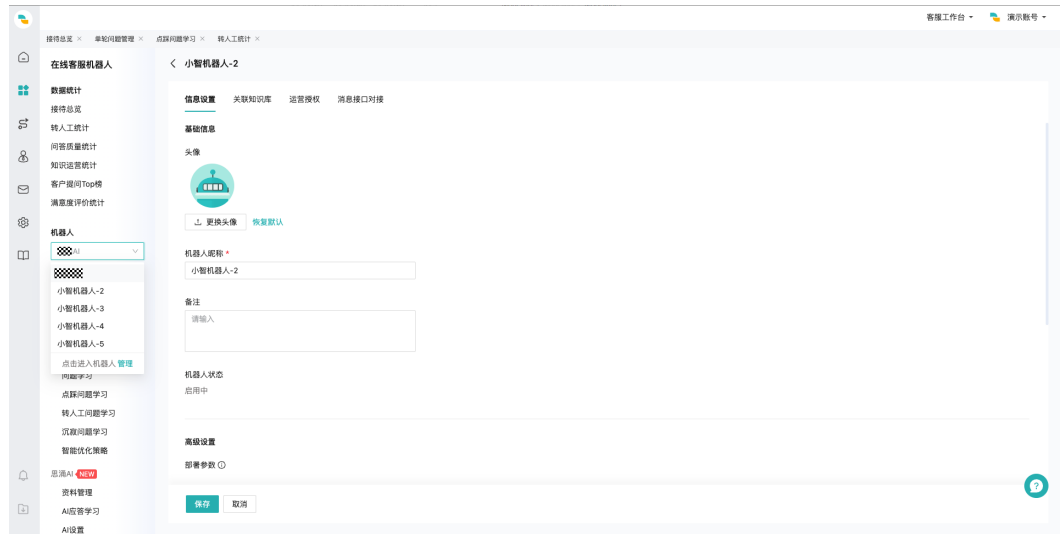 客服工作台
演示账号
接待总览 × 单轮问题管理 × 点踩问题学习 × 转人工统计 ×
在线客服机器人
小智机器人-2
数据统计
接待总览
转人工统计
问答质量统计
知识运营统计
客户提问Top榜
满意度评价统计
机器人
AI
小智机器人-2
小智机器人-3
小智机器人-4
小智机器人-5
点击进入机器人 管理
问题学习
点踩问题学习
转人工问题学习
沉寂问题学习
智能优化策略
思涌AI NEW
资料管理
AI应答学习
AI设置
信息设置 关联知识库 运营授权 消息接口对接
基础信息
头像
更换头像 恢复默认
机器人昵称 *
小智机器人-2
备注
请输入
机器人状态
启用中
高级设置
部署参数
保存 取消